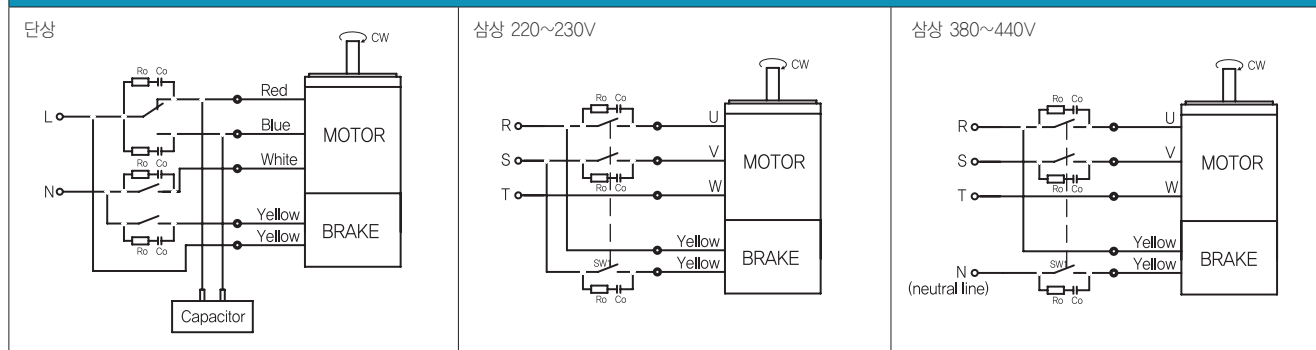 단상
CW
Ro Co
Red
L
Blue
MOTOR
Ro Co
White
Ro Co
N
Yellow
BRAKE
Yellow
Ro Co
Capacitor
삼상 220~230V
CW
Ro Co
R
U
S
V
MOTOR
Ro Co
T
W
Yellow
BRAKE
SW1
Yellow
Ro Co
삼상 380~440V
CW
Ro Co
R
U
S
V
MOTOR
Ro Co
T
W
Yellow
BRAKE
N
SW1
Yellow
(neutral line)
Ro Co